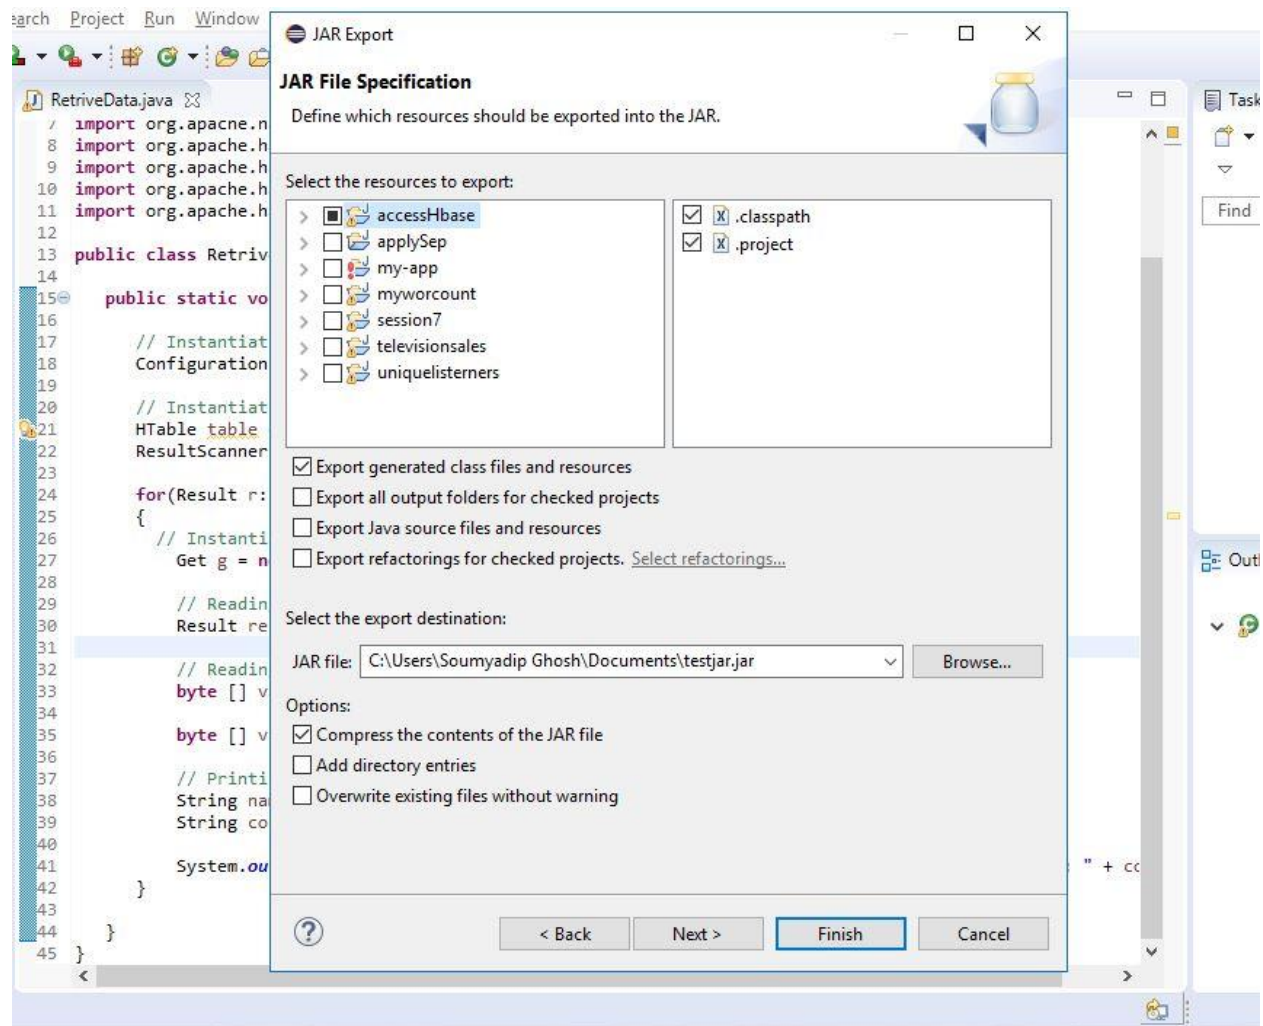 earch Project Run Window
JAR Export
JAR File Specification
Define which resources should be exported into the JAR.
RetriveData.java
Task
Find
Outl
7 import org.apache.h
8 import org.apache.h
9 import org.apache.h
10 import org.apache.h
11 import org.apache.h
12
13 public class Retriv
14
15 public static vo
16
17 // Instantiat
18 Configuration
19
20 // Instantiat
21 HTable table
22 ResultScanner
23
24 for(Result r:
25 {
26 // Instanti
27 Get g = n
28
29 // Readin
30 Result re
31
32 // Readin
33 byte [] v
34
35 byte [] v
36
37 // Printi
38 String na
39 String co
40
41 System.ou : " + co
42 }
43
44 }
45 }
Select the resources to export:
accessHbase
applySep
my-app
myworcount
session7
televisionsales
uniquelisterners
.classpath
.project
Export generated class files and resources
Export all output folders for checked projects
Export Java source files and resources
Export refactorings for checked projects. Select refactorings...
Select the export destination:
JAR file: C:\Users\Soumyadip Ghosh\Documents\testjar.jar Browse...
Options:
Compress the contents of the JAR file
Add directory entries
Overwrite existing files without warning
? < Back Next > Finish Cancel